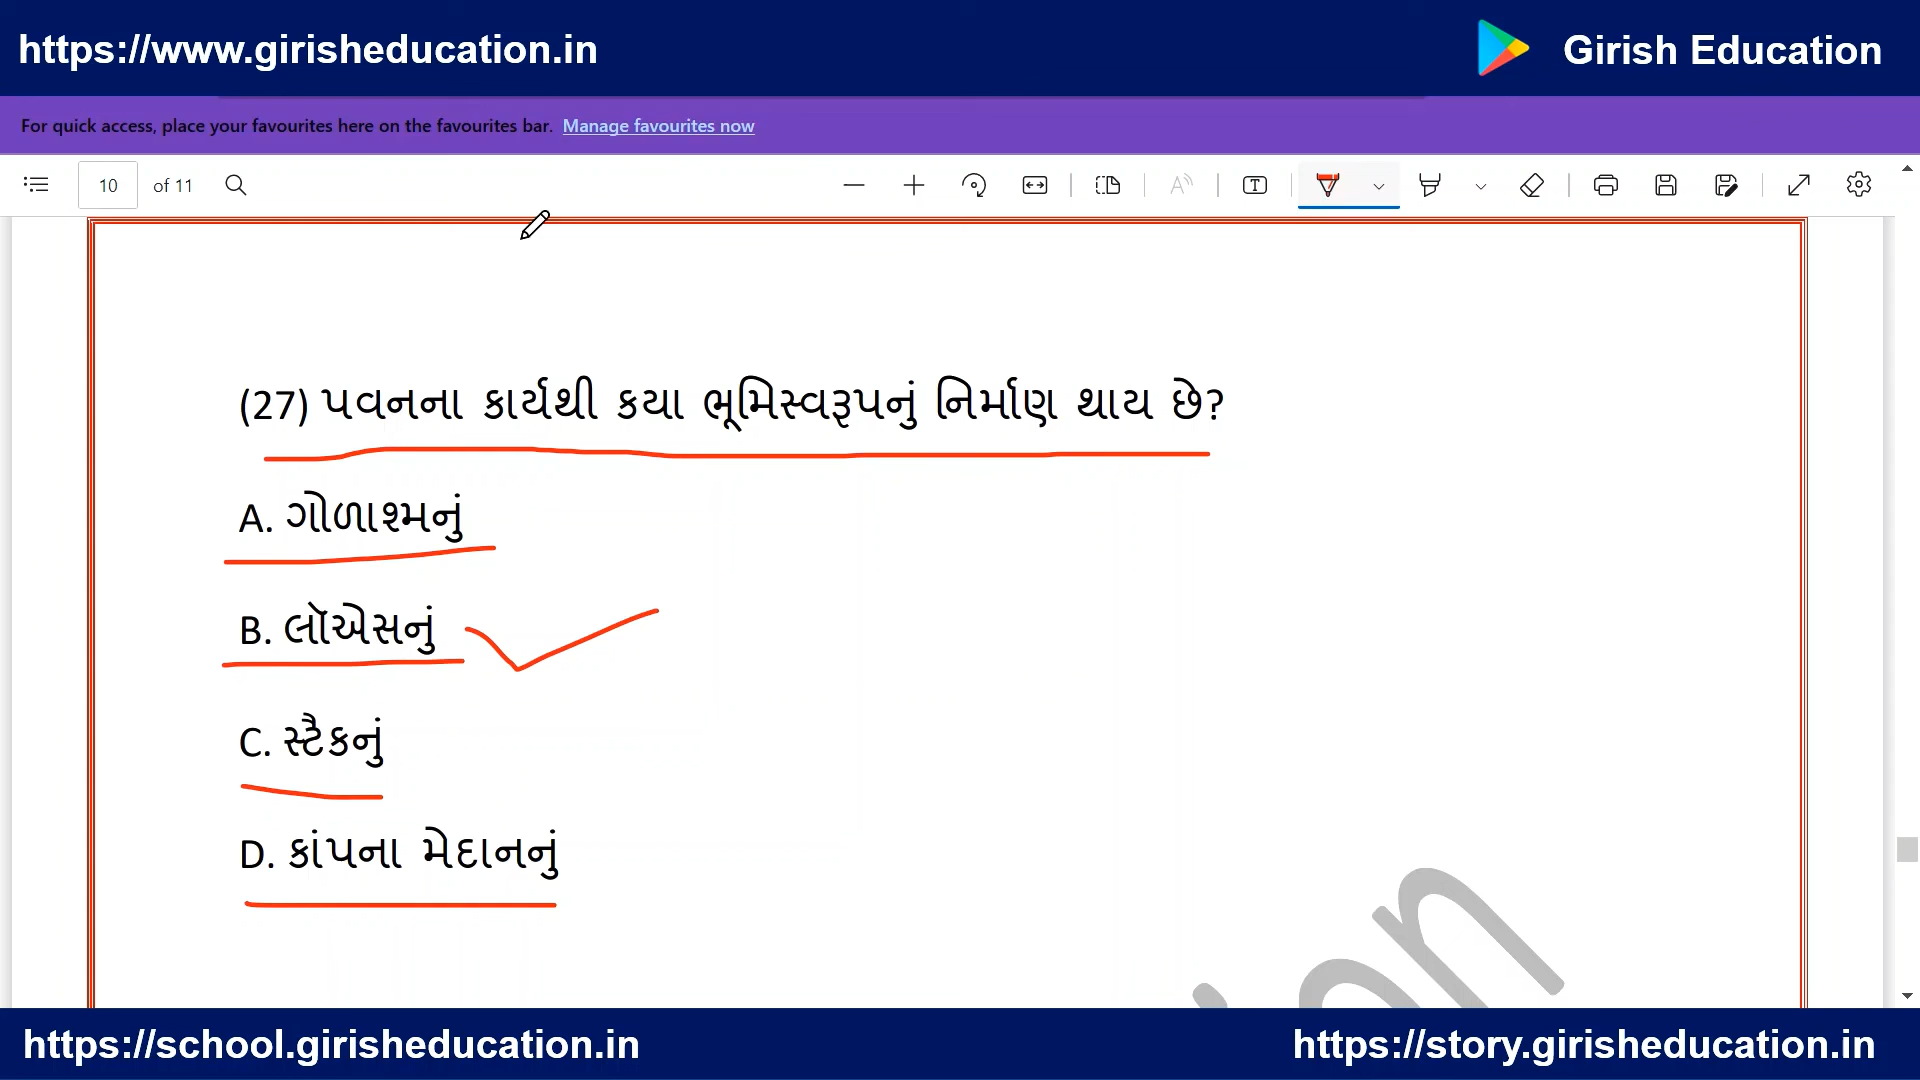 https://www.girisheducation.in
Girish Education
For quick access, place your favourites here on the favourites bar. Manage favourites now
10 of 11
(27) પવનના કાર્યથી કયા ભૂમિસ્વરૂપનું નિર્માણ થાય છે?
A. ગોળાશ્મનું
B. લૉએસનું
C. સ્ટૈકનું
D. કાંપના મેદાનનું
https://school.girisheducation.in
https://story.girisheducation.in